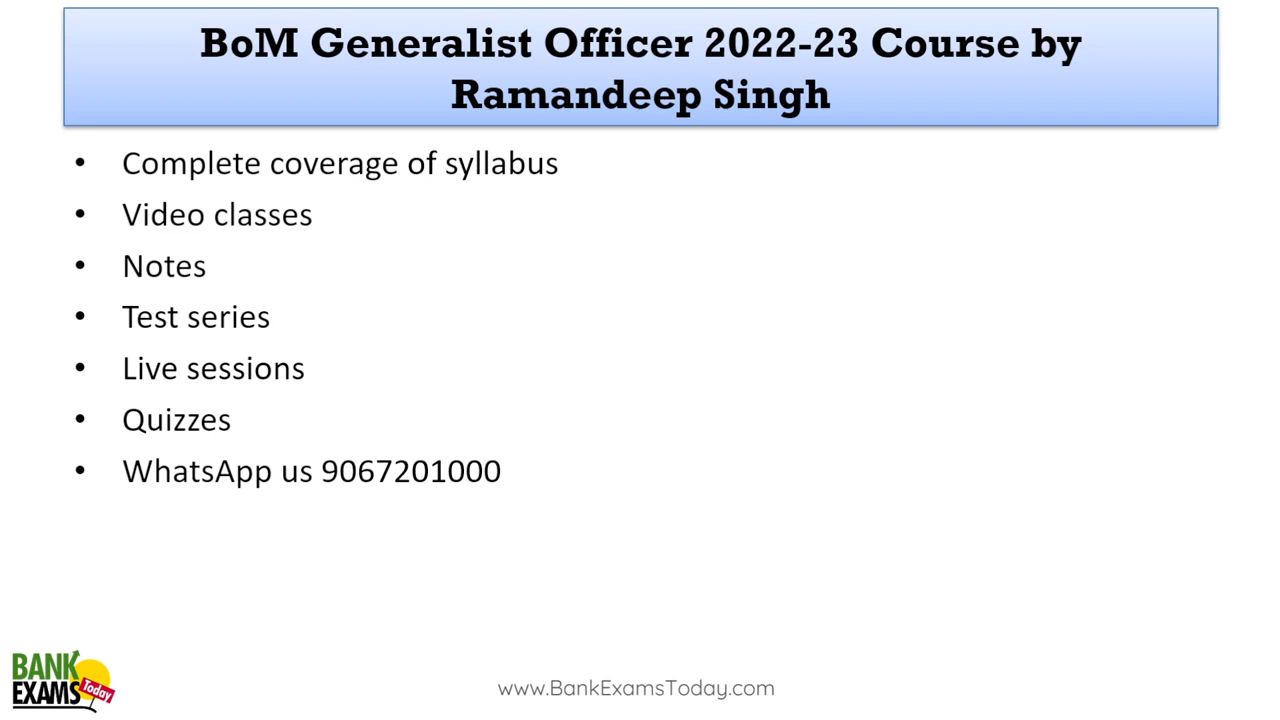 BoM Generalist Officer 2022-23 Course by
Ramandeep Singh
• Complete coverage of syllabus
• Video classes
• Notes
• Test series
• Live sessions
• Quizzes
• WhatsApp us 9067201000
BANK
EXAMS
Today
www.BankExamsToday.com